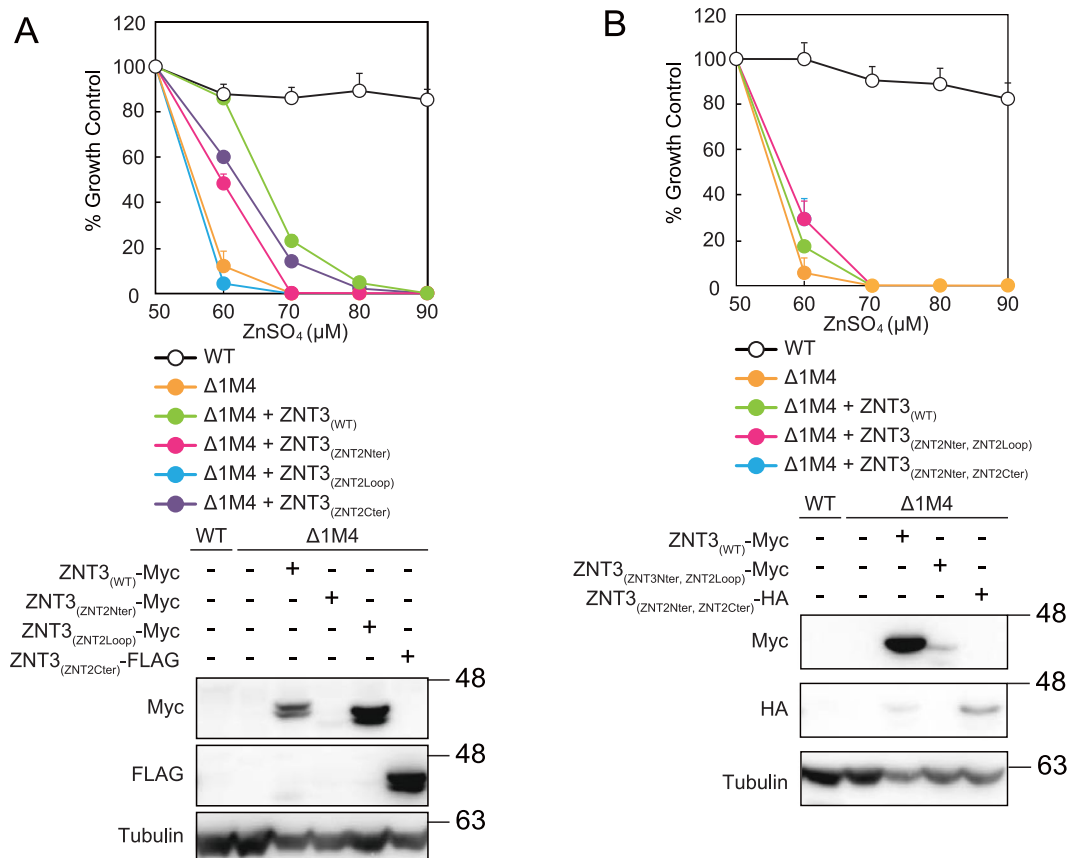 A
120
100
80
60
40
20
0
% Growth Control
50 60 70 80 90
ZnSO₄ (µM)
WT
Δ1M4
Δ1M4 + ZNT3(WT)
Δ1M4 + ZNT3(ZNT2Nter)
Δ1M4 + ZNT3(ZNT2Loop)
Δ1M4 + ZNT3(ZNT2Cter)
WT Δ1M4
ZNT3(WT)-Myc - - + - - -
ZNT3(ZNT2Nter)-Myc - - - + - -
ZNT3(ZNT2Loop)-Myc - - - - + -
ZNT3(ZNT2Cter)-FLAG - - - - - +
Myc 48
FLAG 48
Tubulin 63
B
120
100
80
60
40
20
0
% Growth Control
50 60 70 80 90
ZnSO₄ (µM)
WT
Δ1M4
Δ1M4 + ZNT3(WT)
Δ1M4 + ZNT3(ZNT2Nter, ZNT2Loop)
Δ1M4 + ZNT3(ZNT2Nter, ZNT2Cter)
WT Δ1M4
ZNT3(WT)-Myc - - + - -
ZNT3(ZNT3Nter, ZNT2Loop)-Myc - - - + -
ZNT3(ZNT2Nter, ZNT2Cter)-HA - - - - +
Myc 48
HA 48
Tubulin 63